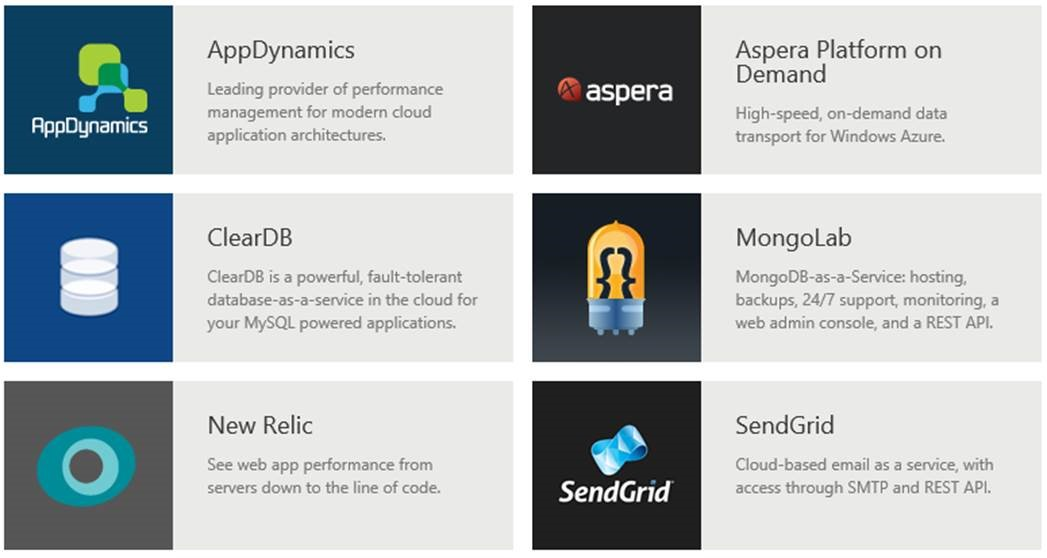 AppDynamics
AppDynamics
Leading provider of performance
management for modern cloud
application architectures.
aspera
Aspera Platform on
Demand
High-speed, on-demand data
transport for Windows Azure.
ClearDB
ClearDB is a powerful, fault-tolerant
database-as-a-service in the cloud for
your MySQL powered applications.
{}
MongoLab
MongoDB-as-a-Service: hosting,
backups, 24/7 support, monitoring, a
web admin console, and a REST API.
New Relic
See web app performance from
servers down to the line of code.
SendGrid
SendGrid
Cloud-based email as a service, with
access through SMTP and REST API.